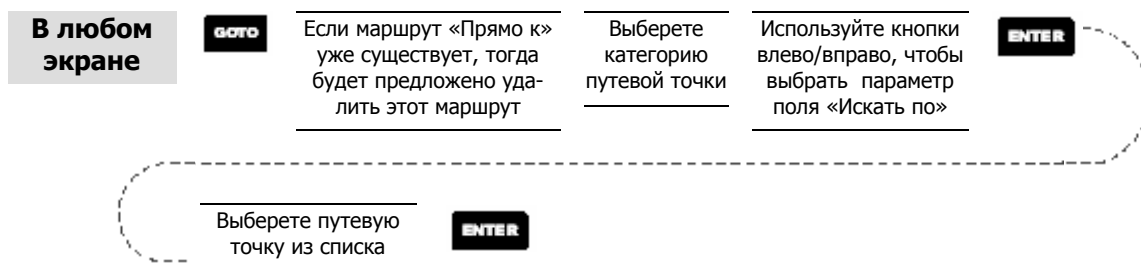 В любом
экране
GOTO
Если маршрут «Прямо к»
уже существует, тогда
будет предложено уда-
лить этот маршрут
Выберете
категорию
путевой точки
Используйте кнопки
влево/вправо, чтобы
выбрать параметр
поля «Искать по»
ENTER
Выберете путевую
точку из списка
ENTER